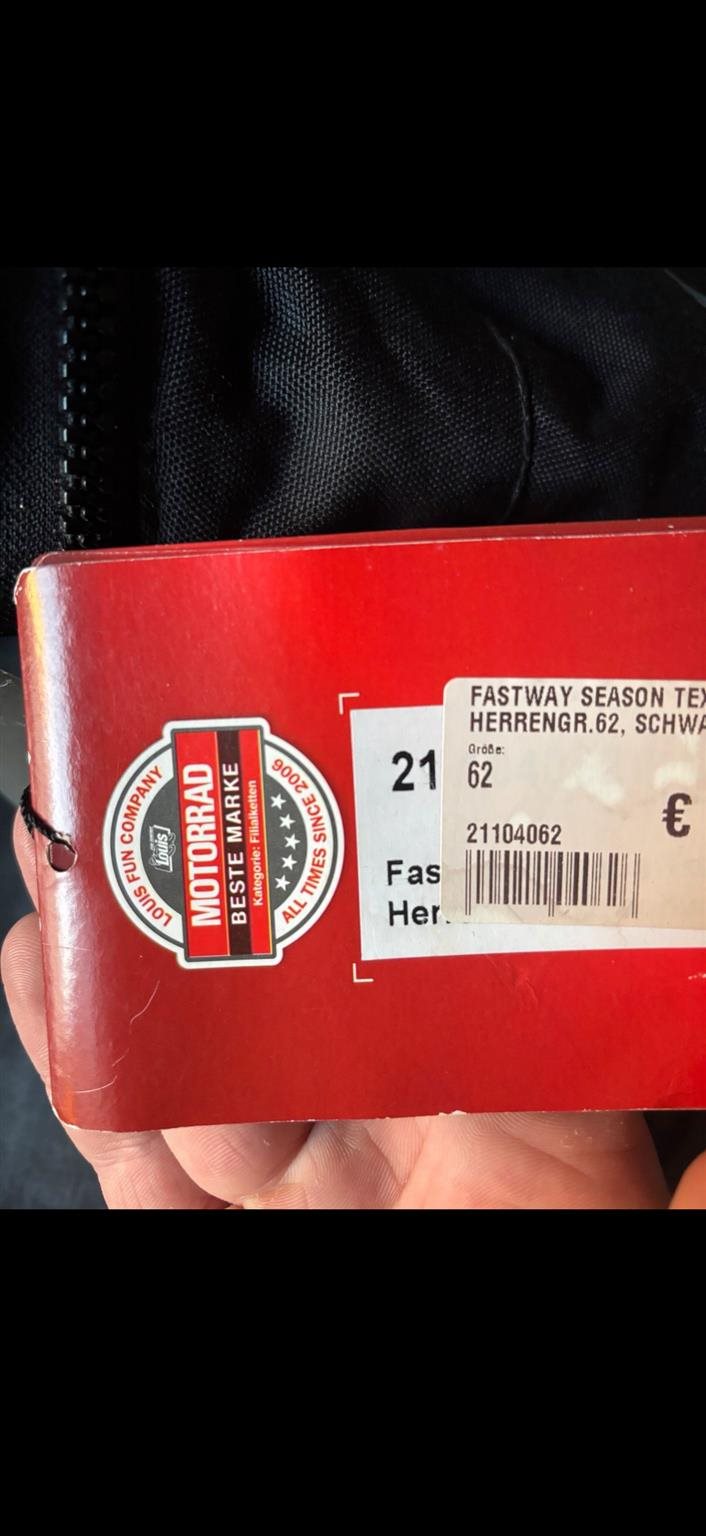 LOUIS FUN COMPANY
Louis
MOTORRAD
BESTE MARKE
Kategorie: Filialketten
ALL TIMES SINCE 2006
21
Fas
Her
FASTWAY SEASON TEX
HERRENGR.62, SCHWA
Größe:
62
€
21104062